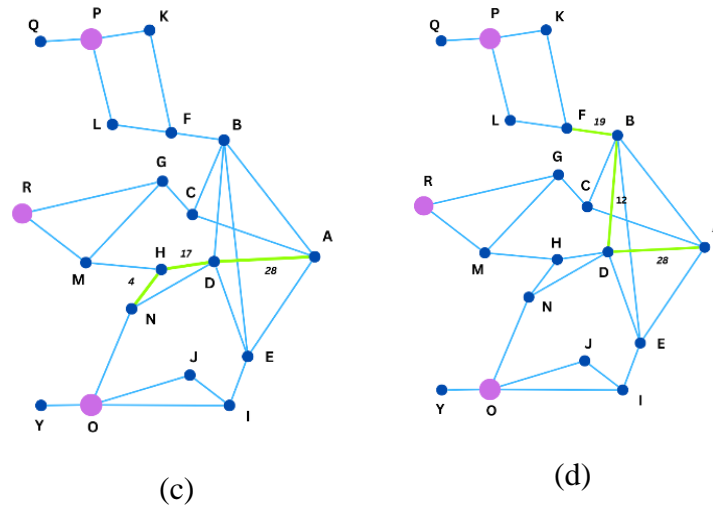 Q P K
L F B
G
R C
H 17 A
M 4 D 28
N
J E
Y O I
(c)
Q P K
L F 19 B
G
R C 12
H
M D 28
N
J E
Y O I
(d)